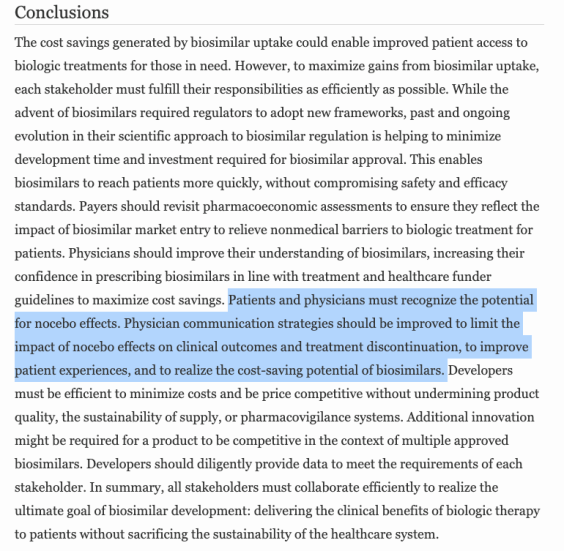 Conclusions
The cost savings generated by biosimilar uptake could enable improved patient access to
biologic treatments for those in need. However, to maximize gains from biosimilar uptake,
each stakeholder must fulfill their responsibilities as efficiently as possible. While the
advent of biosimilars required regulators to adopt new frameworks, past and ongoing
evolution in their scientific approach to biosimilar regulation is helping to minimize
development time and investment required for biosimilar approval. This enables
biosimilars to reach patients more quickly, without compromising safety and efficacy
standards. Payers should revisit pharmacoeconomic assessments to ensure they reflect the
impact of biosimilar market entry to relieve nonmedical barriers to biologic treatment for
patients. Physicians should improve their understanding of biosimilars, increasing their
confidence in prescribing biosimilars in line with treatment and healthcare funder
guidelines to maximize cost savings. Patients and physicians must recognize the potential
for nocebo effects. Physician communication strategies should be improved to limit the
impact of nocebo effects on clinical outcomes and treatment discontinuation, to improve
patient experiences, and to realize the cost-saving potential of biosimilars. Developers
must be efficient to minimize costs and be price competitive without undermining product
quality, the sustainability of supply, or pharmacovigilance systems. Additional innovation
might be required for a product to be competitive in the context of multiple approved
biosimilars. Developers should diligently provide data to meet the requirements of each
stakeholder. In summary, all stakeholders must collaborate efficiently to realize the
ultimate goal of biosimilar development: delivering the clinical benefits of biologic therapy
to patients without sacrificing the sustainability of the healthcare system.